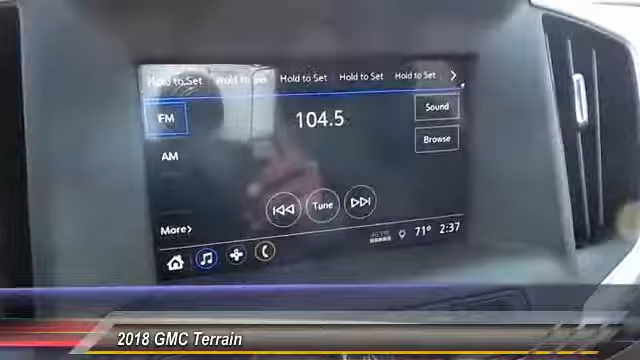 Hold to Set Hold to Set Hold to Set Hold to Set Hold to Set
FM 104.5 Sound
Browse
AM
Tune
More
71° 2:37
2018 GMC Terrain